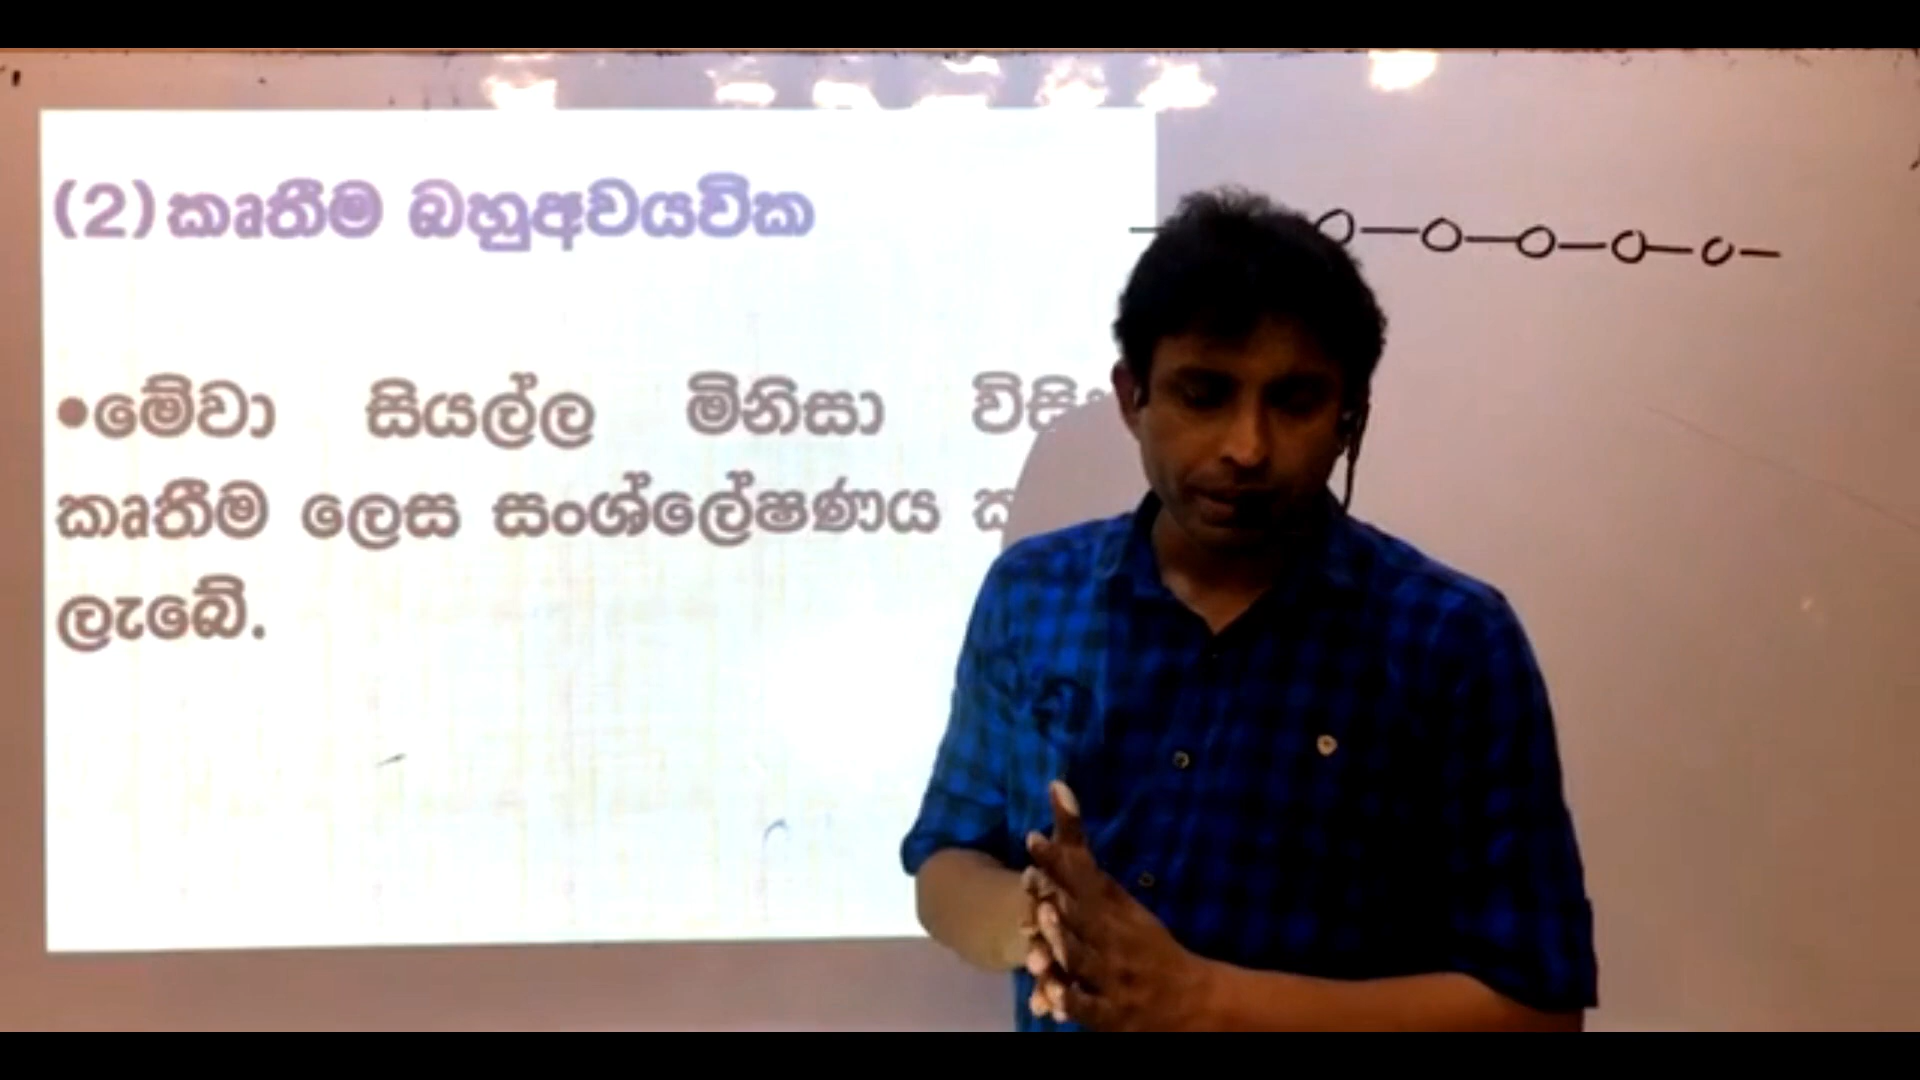 (2)කෘතීම බහුඅවයවික
•මේවා සියල්ල මිනිසා
කෘතීම ලෙස සංශ්ලේෂණය
ලැබේ.